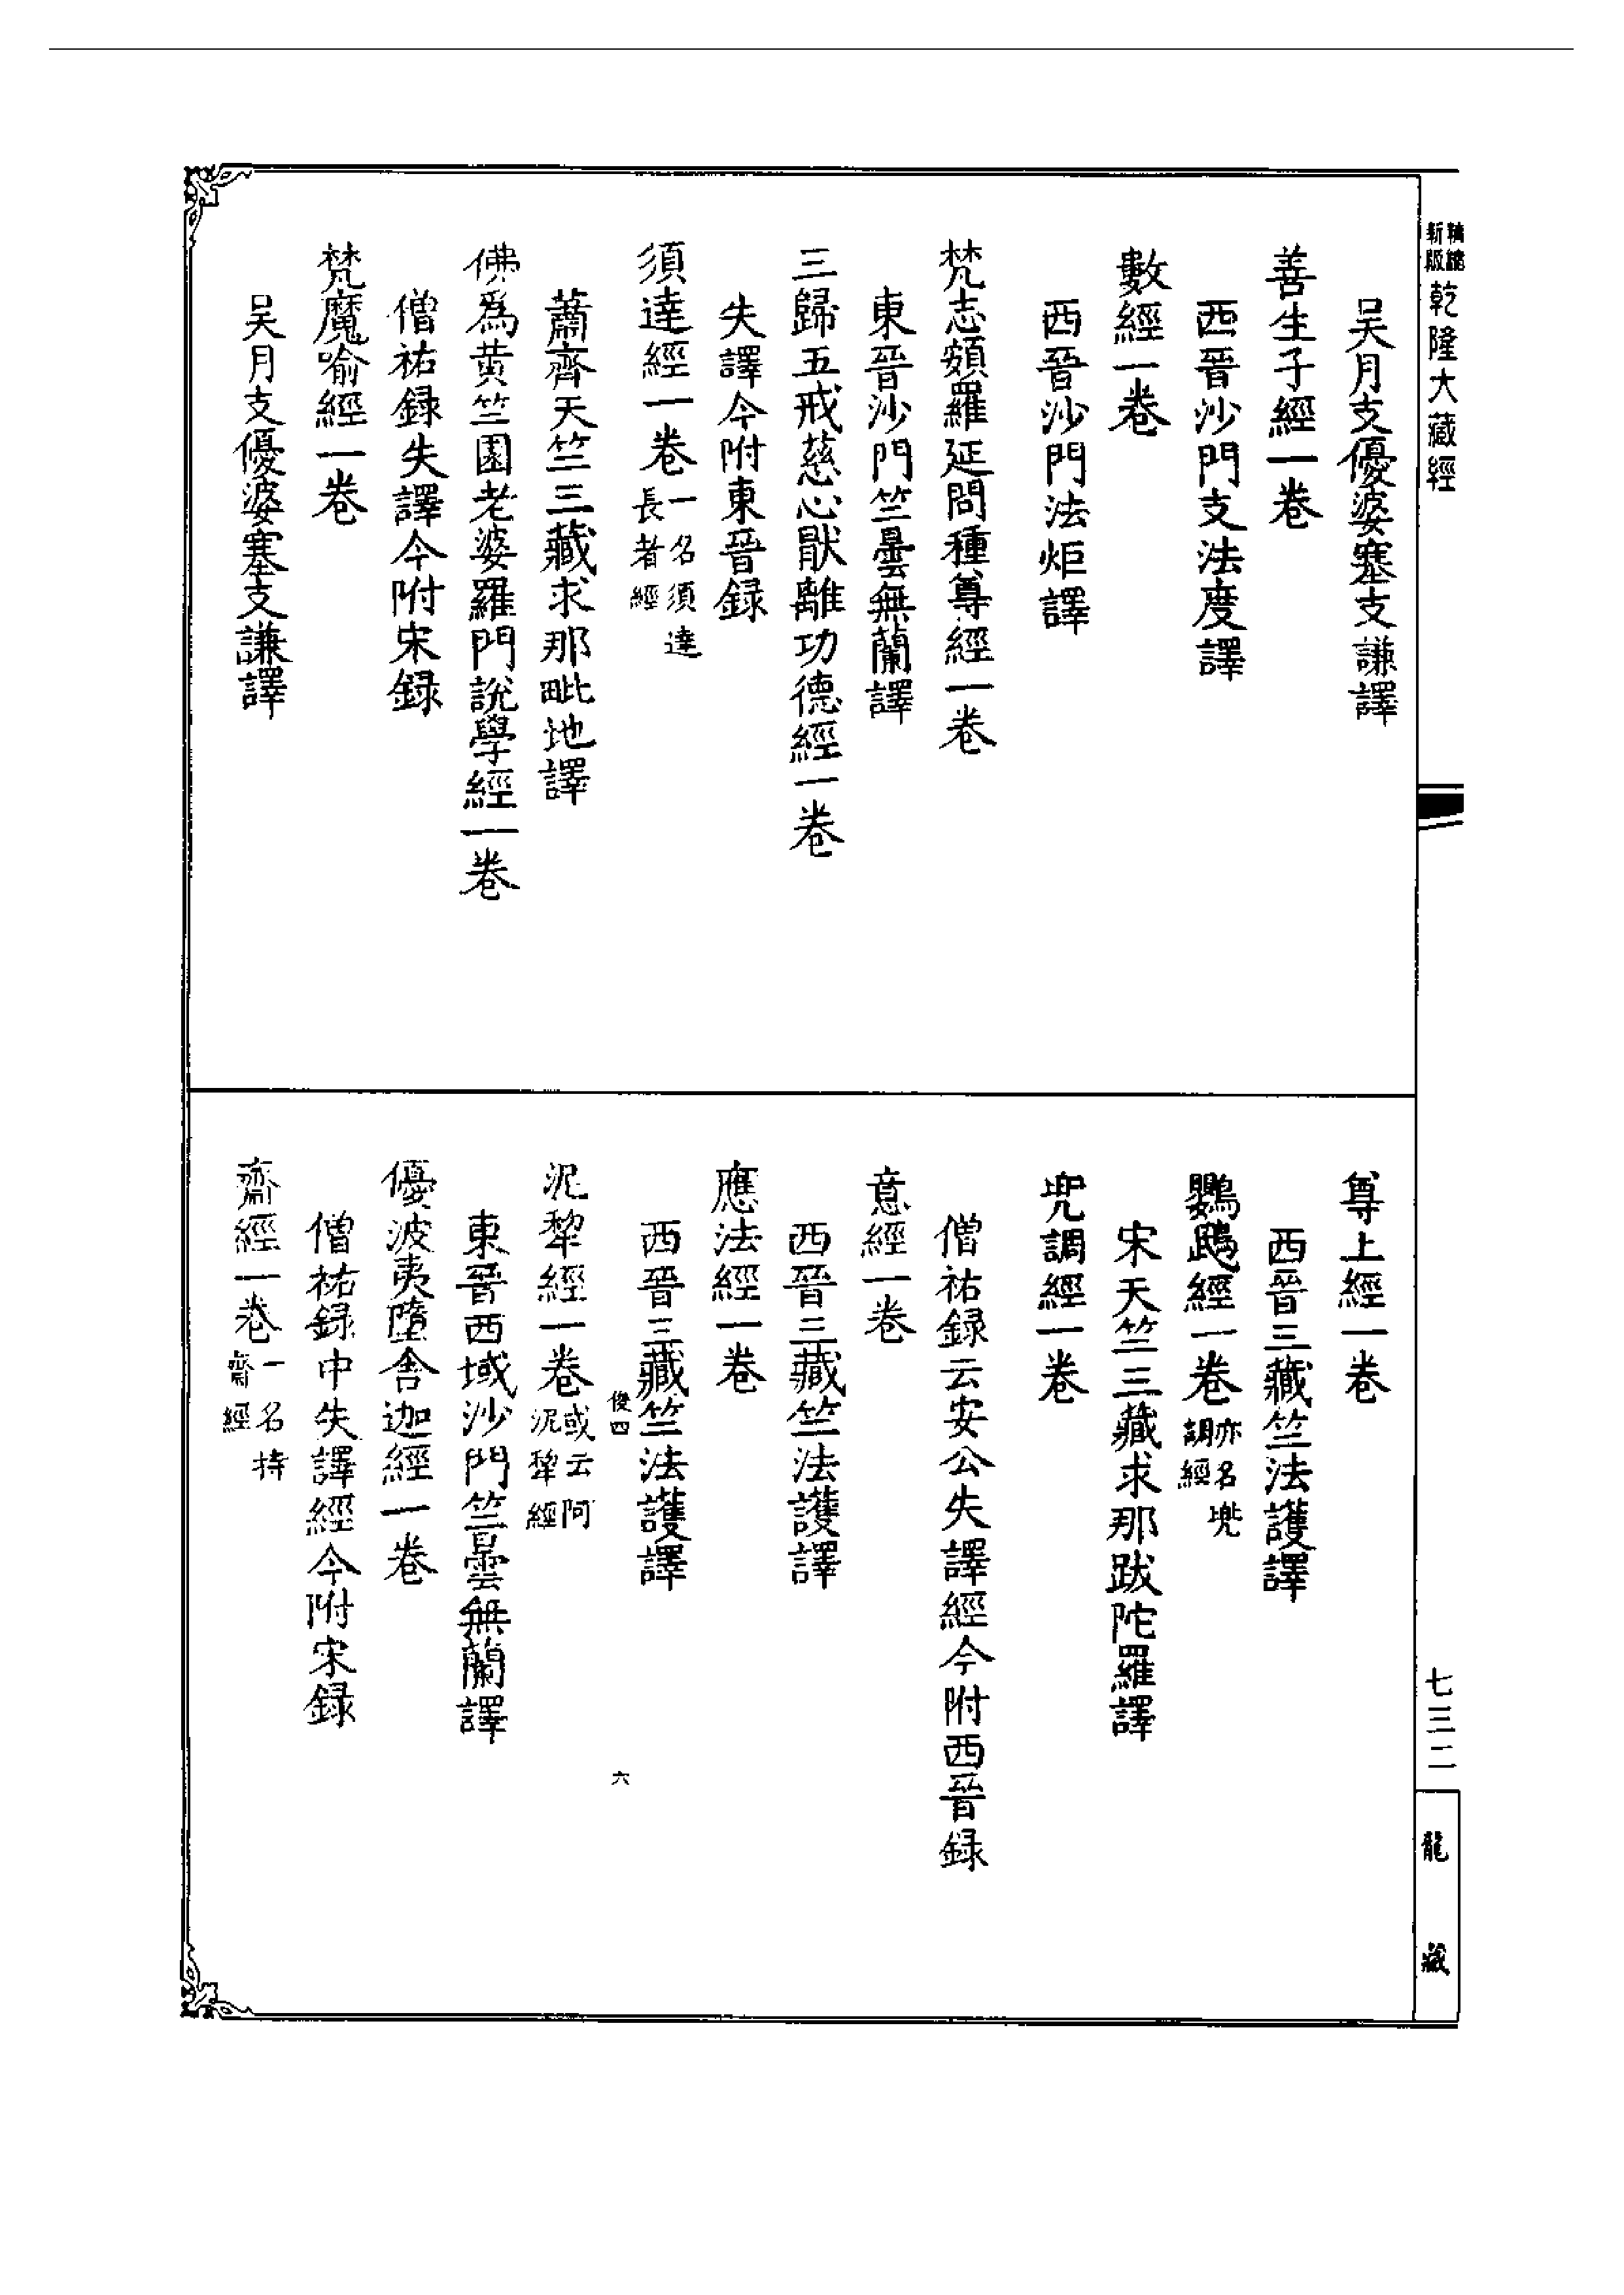 精縮新版乾隆大藏經
吳月支優婆塞支謙譯
善生子經一卷
西晉沙門支法度譯
數經一卷
西晉沙門法炬譯
梵志頞羅延問種尊經一卷
東晉沙門竺曇無蘭譯
三歸五戒慈心猒離功德經一卷
失譯今附東晉録
須達經一卷一名須達長者經
蕭齊天竺三藏求那毗地譯
佛爲黃竺園老婆羅門說學經一卷
僧祐録失譯今附宋録
梵魔喻經一卷
吳月支優婆塞支謙譯
尊上經一卷
西晉三藏竺法護譯
鸚鵡經一卷亦名兠調經
宋天竺三藏求那跋陀羅譯
兜調經一卷
僧祐録云安公失譯經今附西晉録
意經一卷
西晉三藏竺法護譯
應法經一卷
西晉三藏竺法護譯
俊四
六
泥犂經一卷或云阿泥犂經
東晉西域沙門竺曇無蘭譯
優波夷墮舍迦經一卷
僧祐録中失譯經今附宋録
齋經一卷一名持齋經
七三二
龍藏